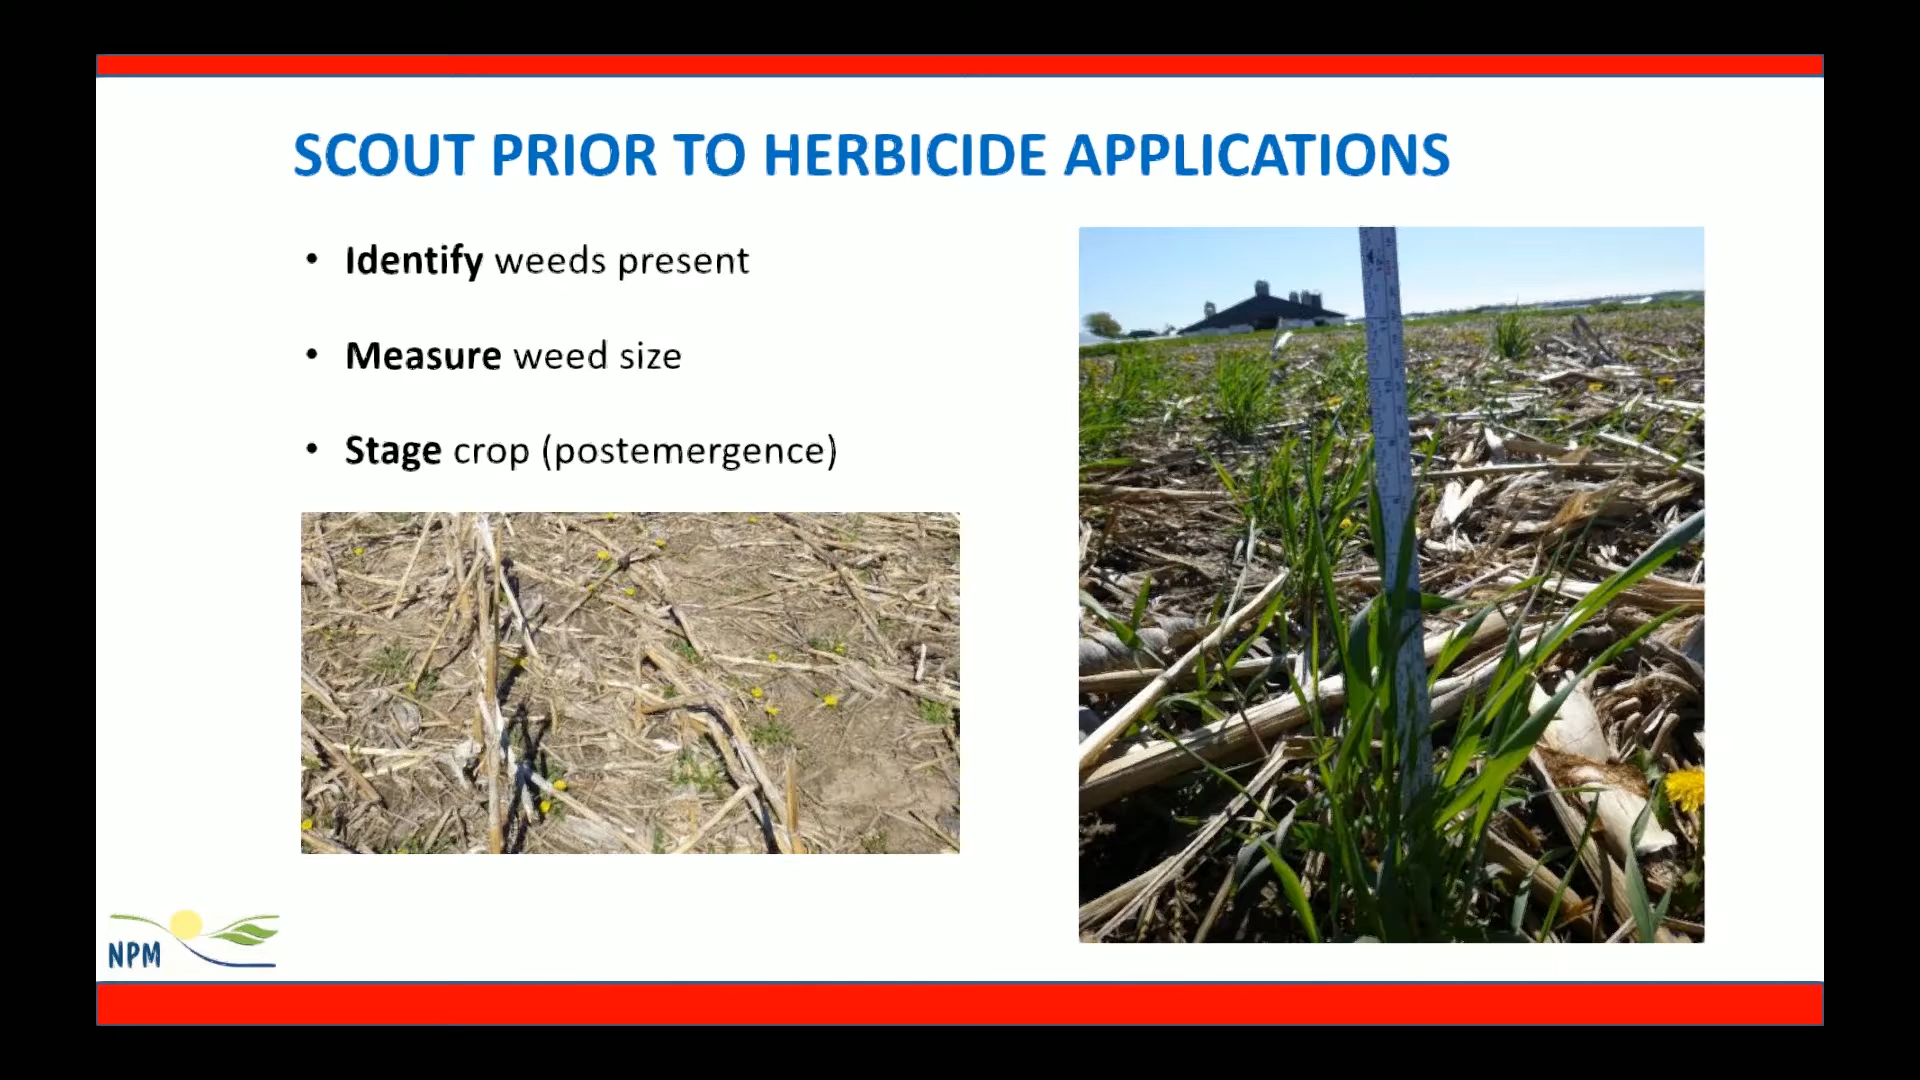 SCOUT PRIOR TO HERBICIDE APPLICATIONS
• Identify weeds present
• Measure weed size
• Stage crop (postemergence)
NPM